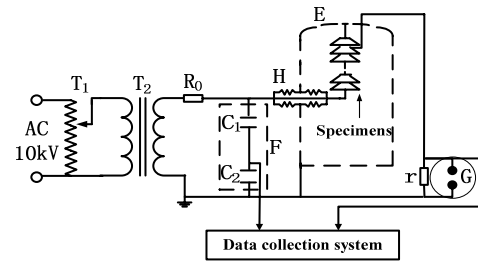 E
T1 T2 R0 H
AC
10kV
C1
F
C2
Specimens
r G
Data collection system